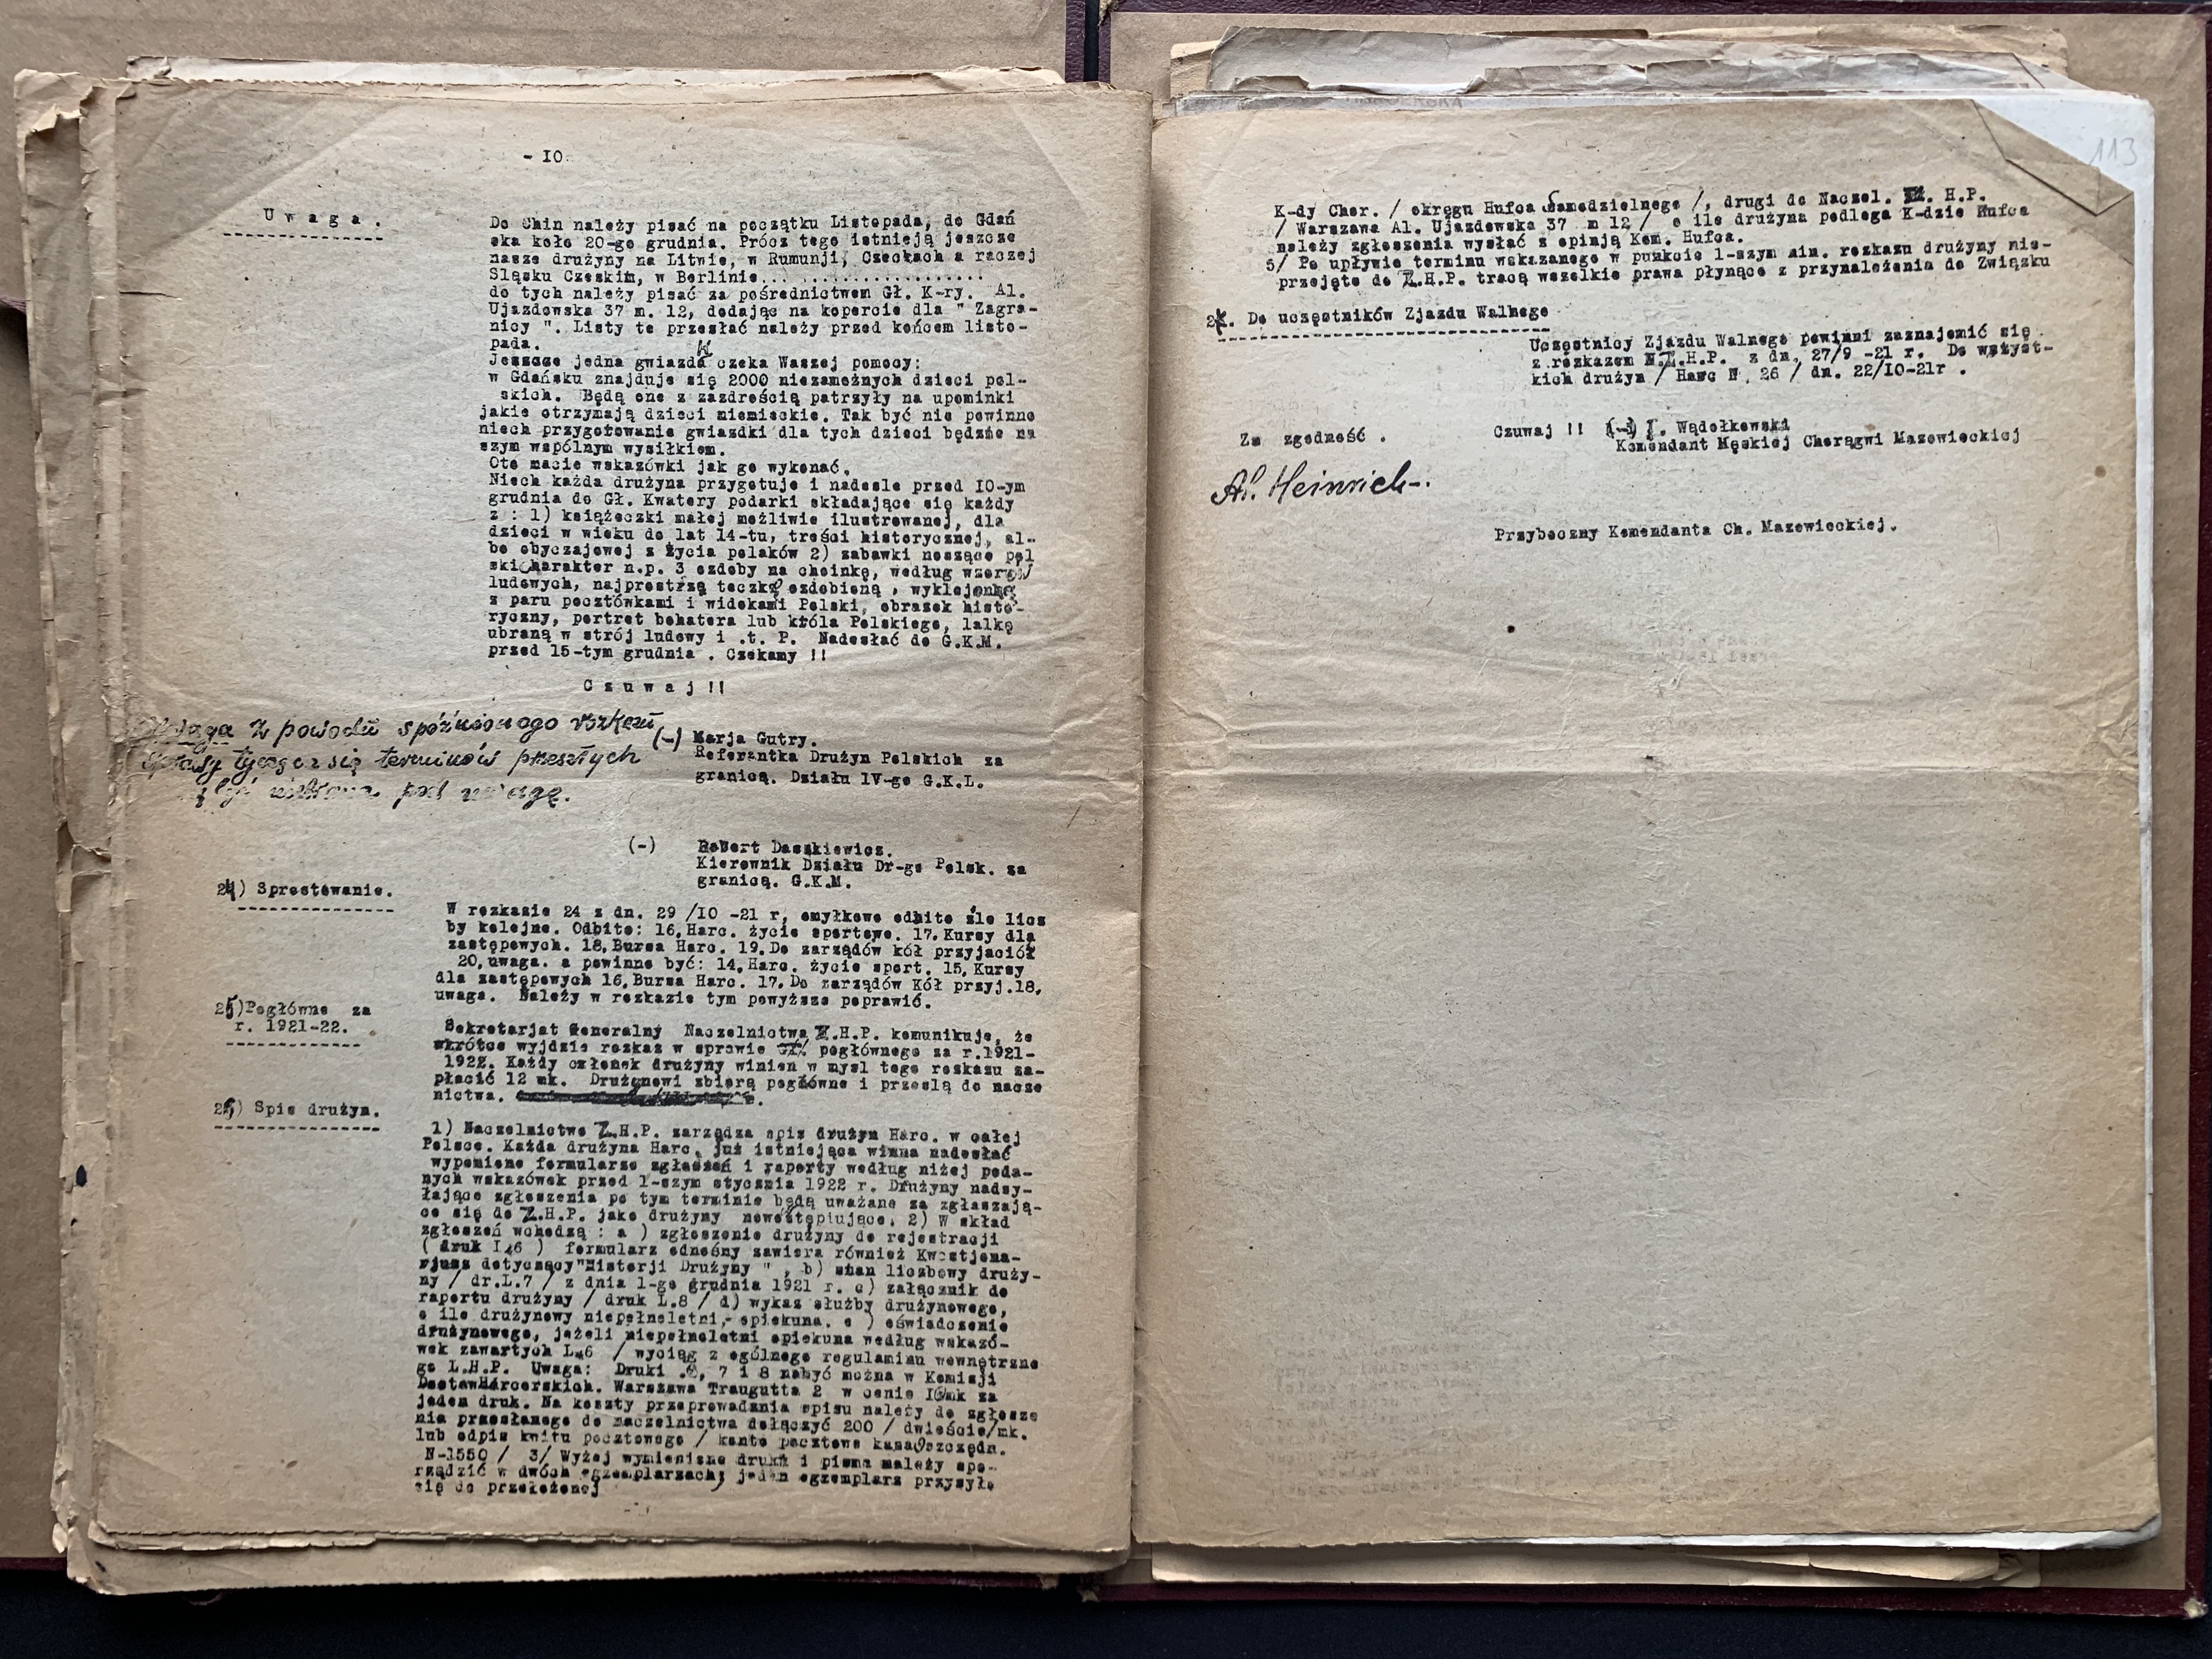 - 10
U w a g a .
Do Chin należy pisać na początku Listopada, do Gdań
ska koło 20-go grudnia. Prócz tego istnieją jeszcze
nasze drużyny na Litwie, w Rumunji, Czechach a raczej
Sląsku Czeskim, w Berlinie......................
do tych należy pisać za pośrednictwem Gł. K-ry. Al.
Ujazdowska 37 m. 12, dodając na kopercie dla " Zagra-
nicy ". Listy te przesłać należy przed końcem listo-
pada.
Jeszcze jedna gwiazdk czeka Waszej pomocy:
w Gdańsku znajduje się 2000 niezamożnych dzieci pol-
skich. Będą one z zazdrością patrzyły na upominki
jakie otrzymają dzieci niemieckie. Tak być nie powinno
niech przygotowanie gwiazdki dla tych dzieci będzie na
szym wspólnym wysiłkiem.
Oto macie wskazówki jak go wykonać.
Niech każda drużyna przygotuje i nadesle przed 10-ym
grudnia do Gł. Kwatery podarki składające się każdy
z : 1) książeczki małej możliwie ilustrowanej, dla
dzieci w wieku do lat 14-tu, treści historycznej, al-
bo obyczajowej z życia polaków 2) zabawki noszące pol
ski charakter n.p. 3 ozdoby na choinkę, według wzorów
ludowych, najprostszą teczkę ozdobioną , wyklejoną
z paru pocztówkami i widokami Polski, obrazek histo-
ryczny, portret bohatera lub króla Polskiego, lalkę
ubraną w strój ludowy i .t. P. Nadesłać do G.K.M.
przed 15-tym grudnia . Czekamy !!
C z u w a j !!
Uwaga Z powodu spóźnionego rozkazu
sprawy tyczące się terminów przeszłych
pod uwagę.
(-) Marja Gutry.
Referantka Drużyn Polskich za
granicą. Działu IV-go G.K.L.
(-) Robert Daszkiewicz.
Kierownik Działu Dr-go Polsk. za
granicą. G.K.M.
24) Sprostowanie.
W rozkazie 24 z dn. 29 /10 -21 r, omyłkowo odbito źle licz
by kolejne. Odbito: 16.Harc. życie sportowe. 17.Kursy dla
zastępowych. 18.Bursa Harc. 19.Do zarządów kół przyjaciół
20.uwaga. a powinno być: 14.Harc. życie sport. 15.Kursy
dla zastępowych 16.Bursa Harc. 17.Do zarządów Kół przyj.18.
uwaga. Należy w rozkazie tym powyższe poprawić.
25)Pogłówne za
r. 1921-22.
Sekretarjat Generalny Naczelnictwa Z.H.P. komunikuje, że
wkrótce wyjdzie rozkaz w sprawie pogłównego za r.1921-
1922. Każdy członek drużyny winien w mysl tego rozkazu za-
płacić 12 mk. Drużynowi zbiorą pogłówne i prześlą do nacze
nictwa.
26) Spis drużyn.
1) Naczelnictwo Z.H.P. zarządza spis drużyn Harc. w całej
Polsce. Każda drużyna Harc. już istniejąca winna nadesłać
wypenione formularze zgłoszeń i raporty według niżej poda-
nych wskazówek przed 1-szym stycznia 1922 r. Drużyny nadsy-
łające zgłoszenia po tym terminie będą uważane za zgłaszają-
ce się do Z.H.P. jako drużyny nowostępiujące. 2) W skład
zgłoszeń wchodzą : a ) zgłoszenie drużyny do rejestracji
( druk L.6 ) formularz odnośny zawiera również Kwestjona-
rjusz dotyczący"Historji Drużyny " , b) stan liczbowy druży-
ny / dr.L.7 / z dnia 1-go grudnia 1921 r. c) załącznik do
raportu drużyny / druk L.8 / d) wykaz służby drużynowego,
o ile drużynowy niepełnoletni,- opiekuna. e ) oświadczenie
drużynowego, jeżeli niepełnoletni opiekuna według wskazó-
wek zawartych L.6 / wyciąg z ogólnego regulaminu wewnętrzne
go L.H.P. Uwaga: Druki .6, 7 i 8 nabyć można w Komisji
DostawHarcerskich. Warszawa Traugutta 2 w cenie 10mk za
jeden druk. Na koszty przeprowadznia spisu należy do zgłosze
nia przesłanego do naczelnictwa dołączyć 200 / dwieście/mk.
lub odpis kwitu pocztowego / konto pocztowe kasa Oszczędn.
N-1550 / 3/ Wyżej wymienione druki i pisma należy spo-
rządzić w dwóch egzemplarzach; jeden egzemplarz przysyła
się do przełożonej
113
K-dy Chor. / okręgu Hufca Samodzielnego /, drugi do Naczel. Z. H.P.
/ Warszawa Al. Ujazdowska 37 m 12 / o ile drużyna podlega K-dzie Hufca
należy zgłoszenia wysłać z opinją Kom. Hufca.
5/ Po upływie terminu wskazanego w punkcie 1-szym nin. rozkazu drużyny nie-
przejęte do Z.H.P. tracą wszelkie prawa płynące z przynależenia do Związku
2. Do uczęstników Zjazdu Walnego
Uczęstnicy Zjazdu Walnego powinni zaznajomić się
z rozkazem N.Z.H.P. z dn. 27/9 -21 r. Do wszyst-
kich drużyn / Harc N. 26 / dn. 22/10-21r .
Za zgodność .
Czuwaj !! (-) T. Wądołkowski
Komendant Męskiej Chorągwi Mazowieckiej
Al. Heinrich-.
Przyboczny Komendanta Ch. Mazowieckiej.